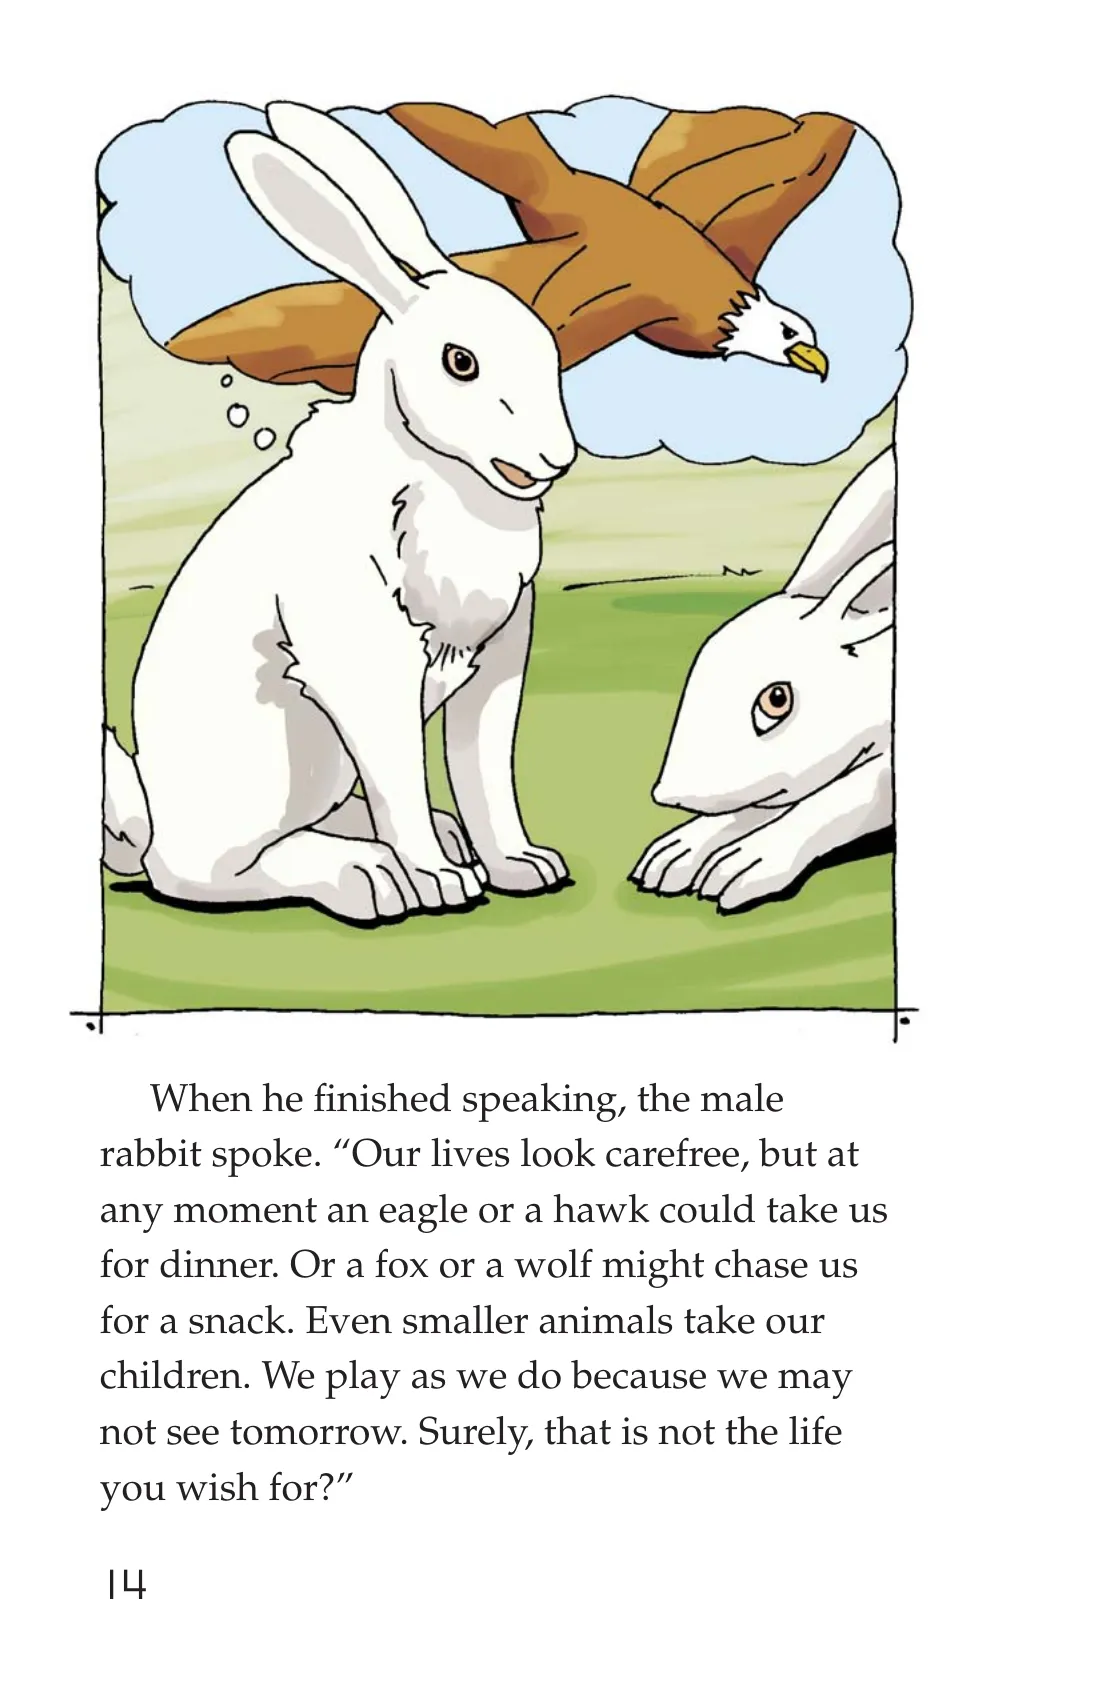 When he finished speaking, the male
rabbit spoke. “Our lives look carefree, but at
any moment an eagle or a hawk could take us
for dinner. Or a fox or a wolf might chase us
for a snack. Even smaller animals take our
children. We play as we do because we may
not see tomorrow. Surely, that is not the life
you wish for?”
14